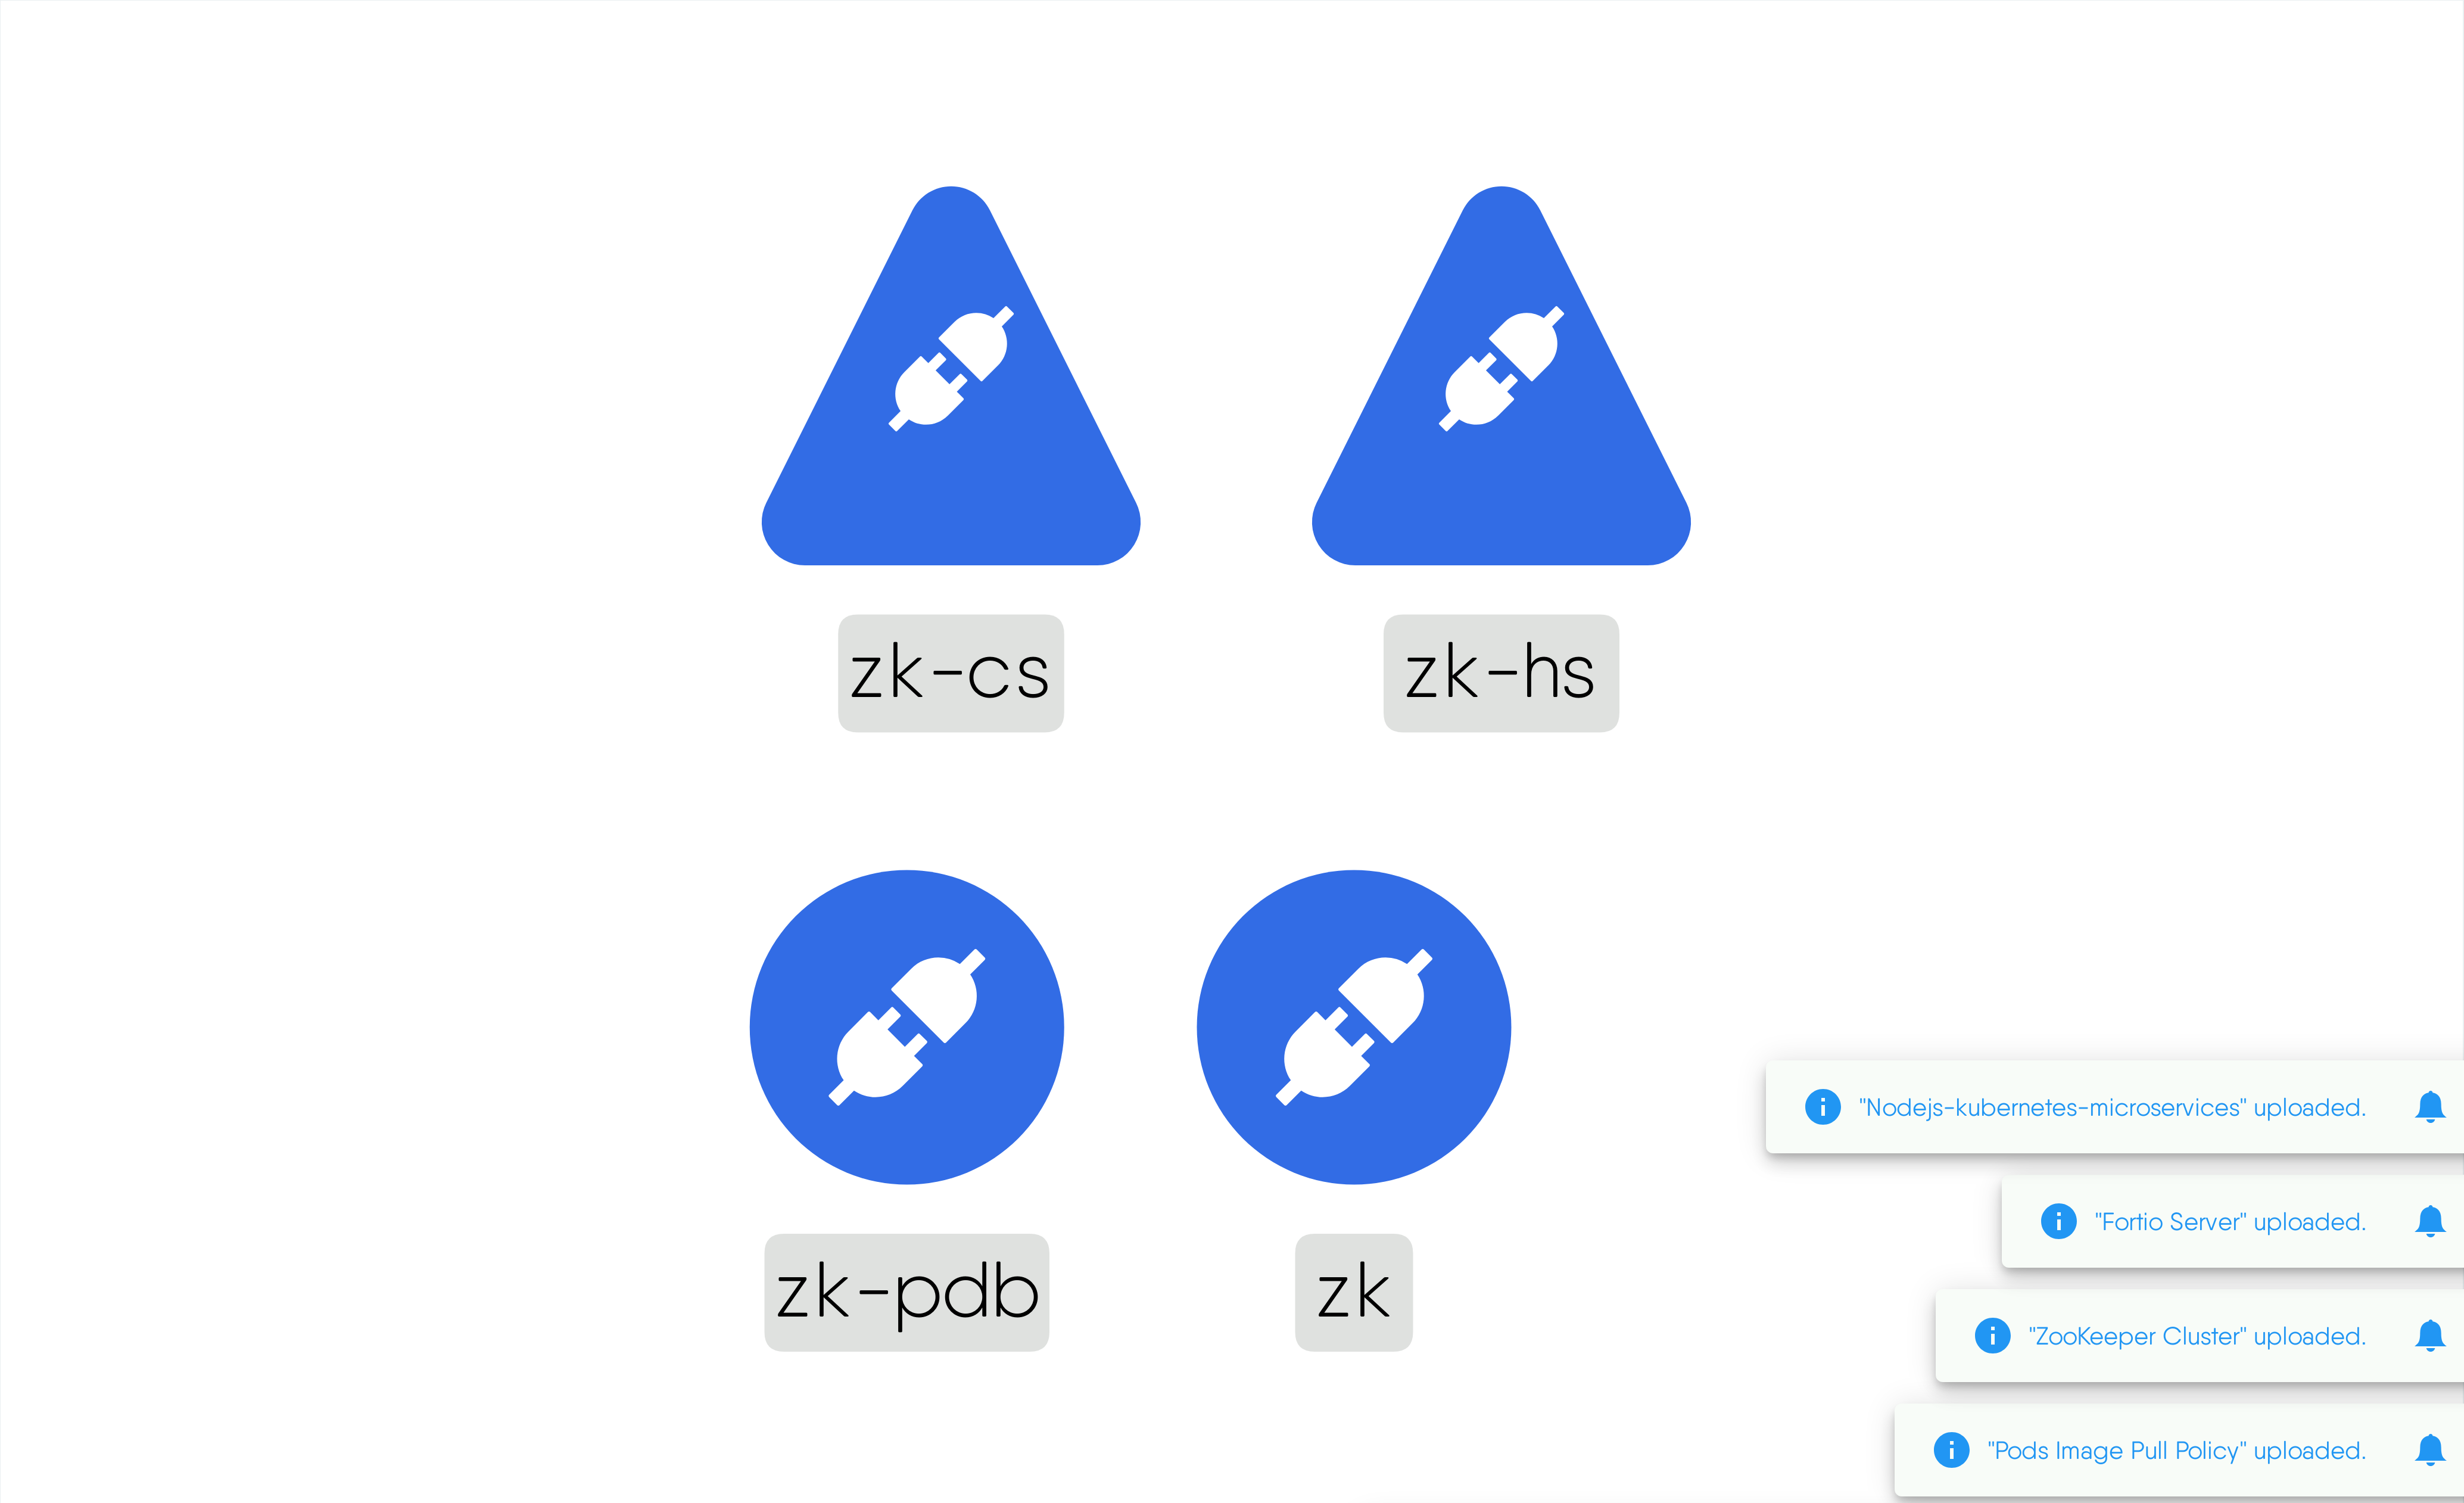 zk-cs
zk-hs
zk-pdb
zk
"Nodejs-kubernetes-microservices" uploaded.
"Fortio Server" uploaded.
"ZooKeeper Cluster" uploaded.
"Pods Image Pull Policy" uploaded.